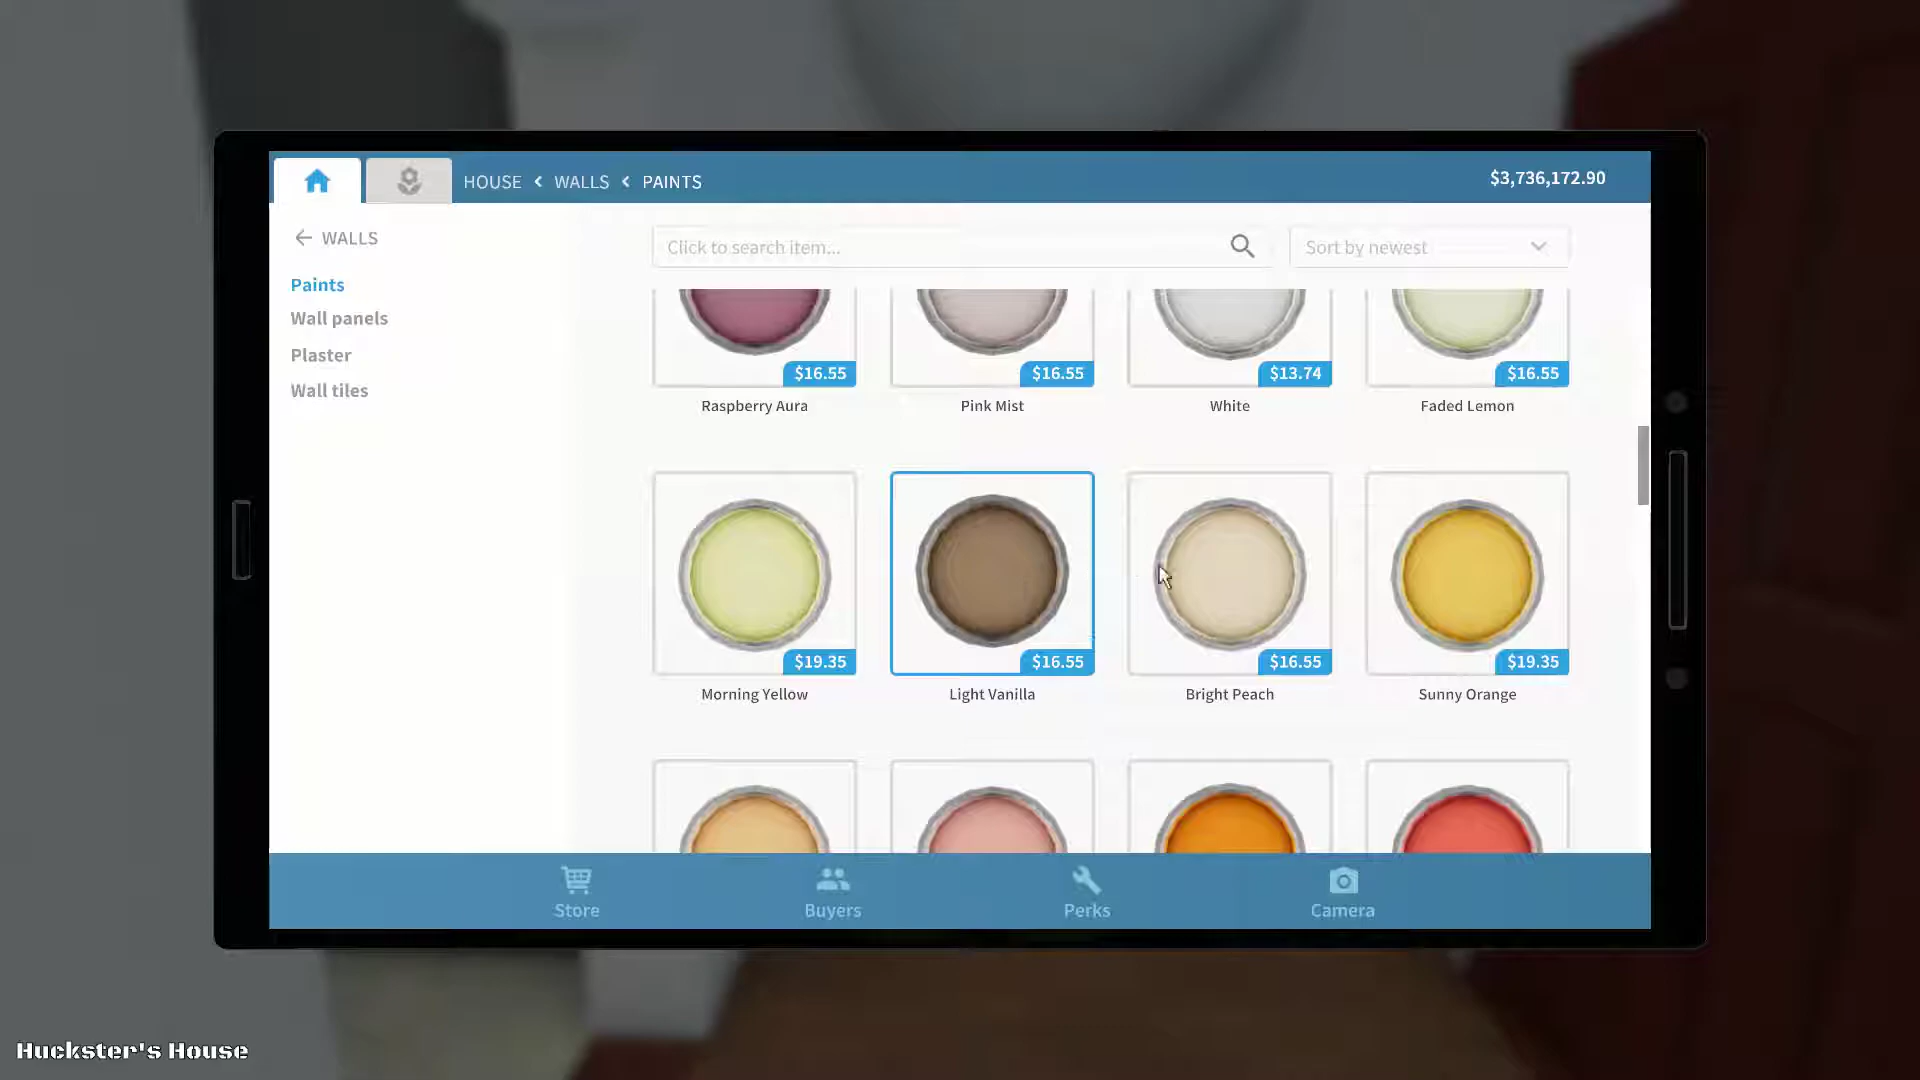 HOUSE < WALLS < PAINTS
$3,736,172.90
WALLS
Click to search item...
Sort by newest
Paints
Wall panels
Plaster
Wall tiles
$16.55
$16.55
$13.74
$16.55
Raspberry Aura
Pink Mist
White
Faded Lemon
$19.35
$16.55
$16.55
$19.35
Morning Yellow
Light Vanilla
Bright Peach
Sunny Orange
Store
Buyers
Perks
Camera
Huckster's House